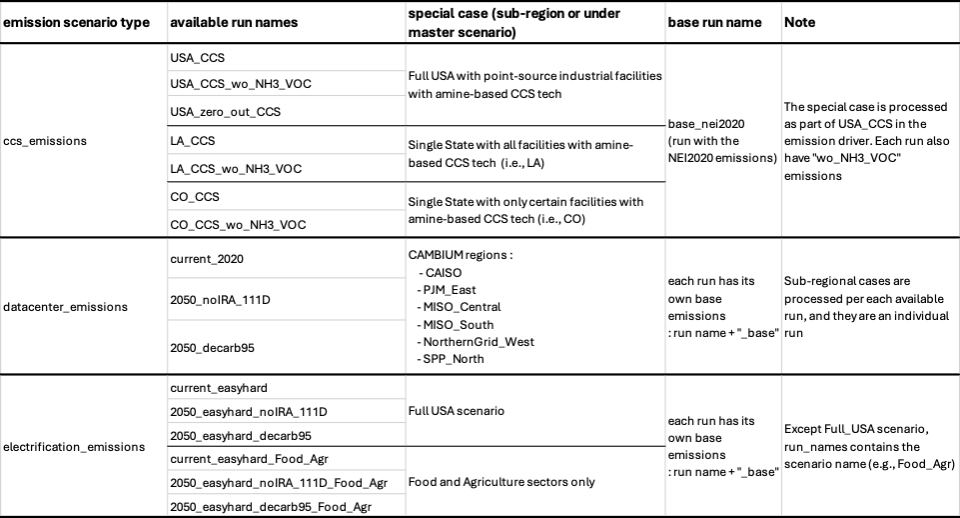 emission scenario type
available run names
special case (sub-region or under
master scenario)
base run name
Note
ccs_emissions
USA_CCS
USA_CCS_wo_NH3_VOC
USA_zero_out_CCS
Full USA with point-source industrial facilities
with amine-based CCS tech
LA_CCS
LA_CCS_wo_NH3_VOC
Single State with all facilities with amine-
based CCS tech (i.e., LA)
CO_CCS
CO_CCS_wo_NH3_VOC
Single State with only certain facilities with
amine-based CCS tech (i.e., CO)
base_nei2020
(run with the
NEI2020 emissions)
The special case is processed
as part of USA_CCS in the
emission driver. Each run also
have "wo_NH3_VOC"
emissions
datacenter_emissions
current_2020
2050_noIRA_111D
2050_decarb95
CAMBIUM regions :
- CAISO
- PJM_East
- MISO_Central
- MISO_South
- NorthernGrid_West
- SPP_North
each run has its
own base
emissions
: run name + "_base"
Sub-regional cases are
processed per each available
run, and they are an individual
run
electrification_emissions
current_easyhard
2050_easyhard_noIRA_111D
2050_easyhard_decarb95
Full USA scenario
current_easyhard_Food_Agr
2050_easyhard_noIRA_111D_Food_Agr
2050_easyhard_decarb95_Food_Agr
Food and Agriculture sectors only
each run has its
own base
emissions
: run name + "_base"
Except Full_USA scenario,
run_names contains the
scenario name (e.g., Food_Agr)